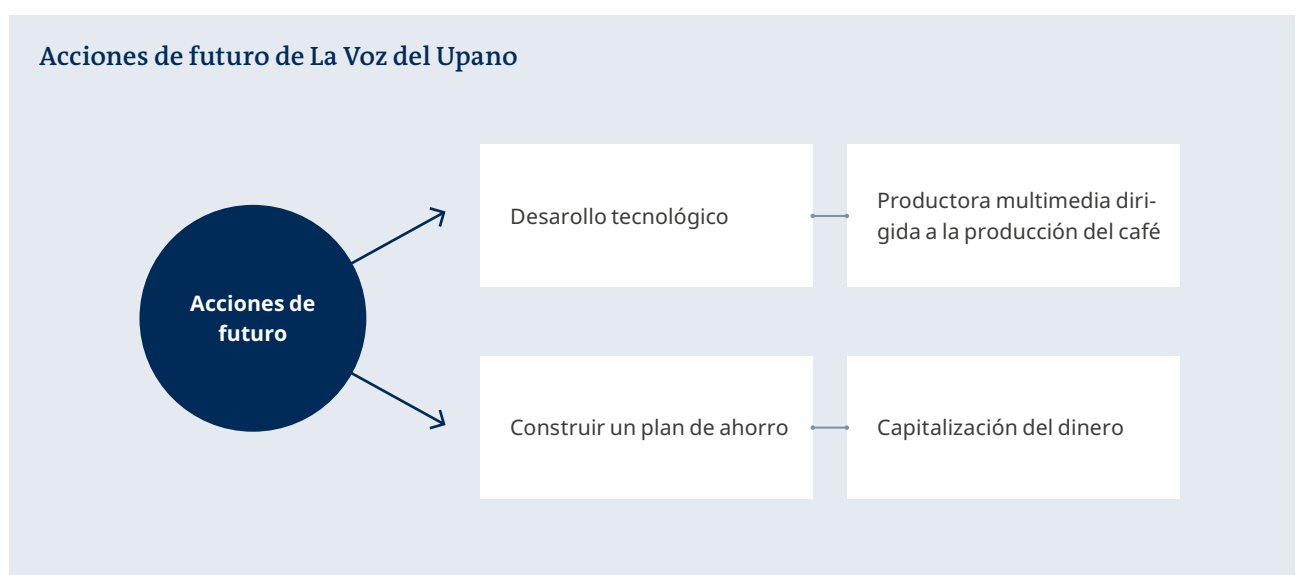 Acciones de futuro de La Voz del Upano
Acciones de
futuro
Desarollo tecnológico
Productora multimedia diri-
gida a la producción del café
Construir un plan de ahorro
Capitalización del dinero